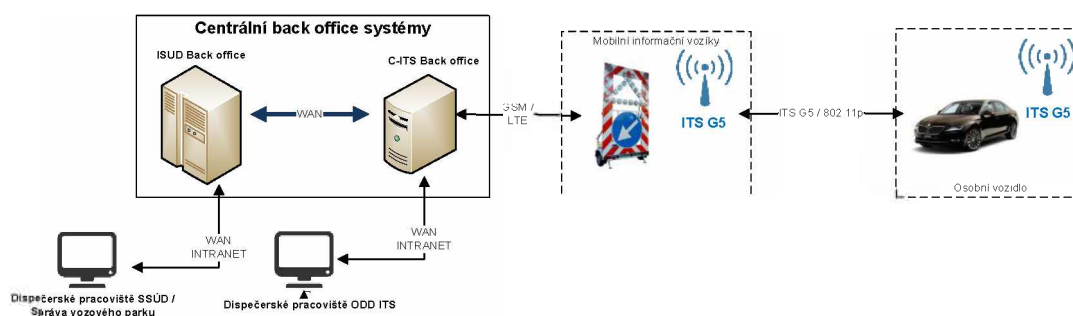 Centrální back office systémy
ISUD Back office
C-ITS Back office
WAN
GSM /
LTE
Mobilní informační vozíky
ITS G5
ITS G5 / 802 11p
ITS G5
Osobní vozidlo
WAN
INTRANET
WAN
INTRANET
Dispečerské pracoviště SSÚD /
Správa vozového parku
Dispečerské pracoviště ODD ITS